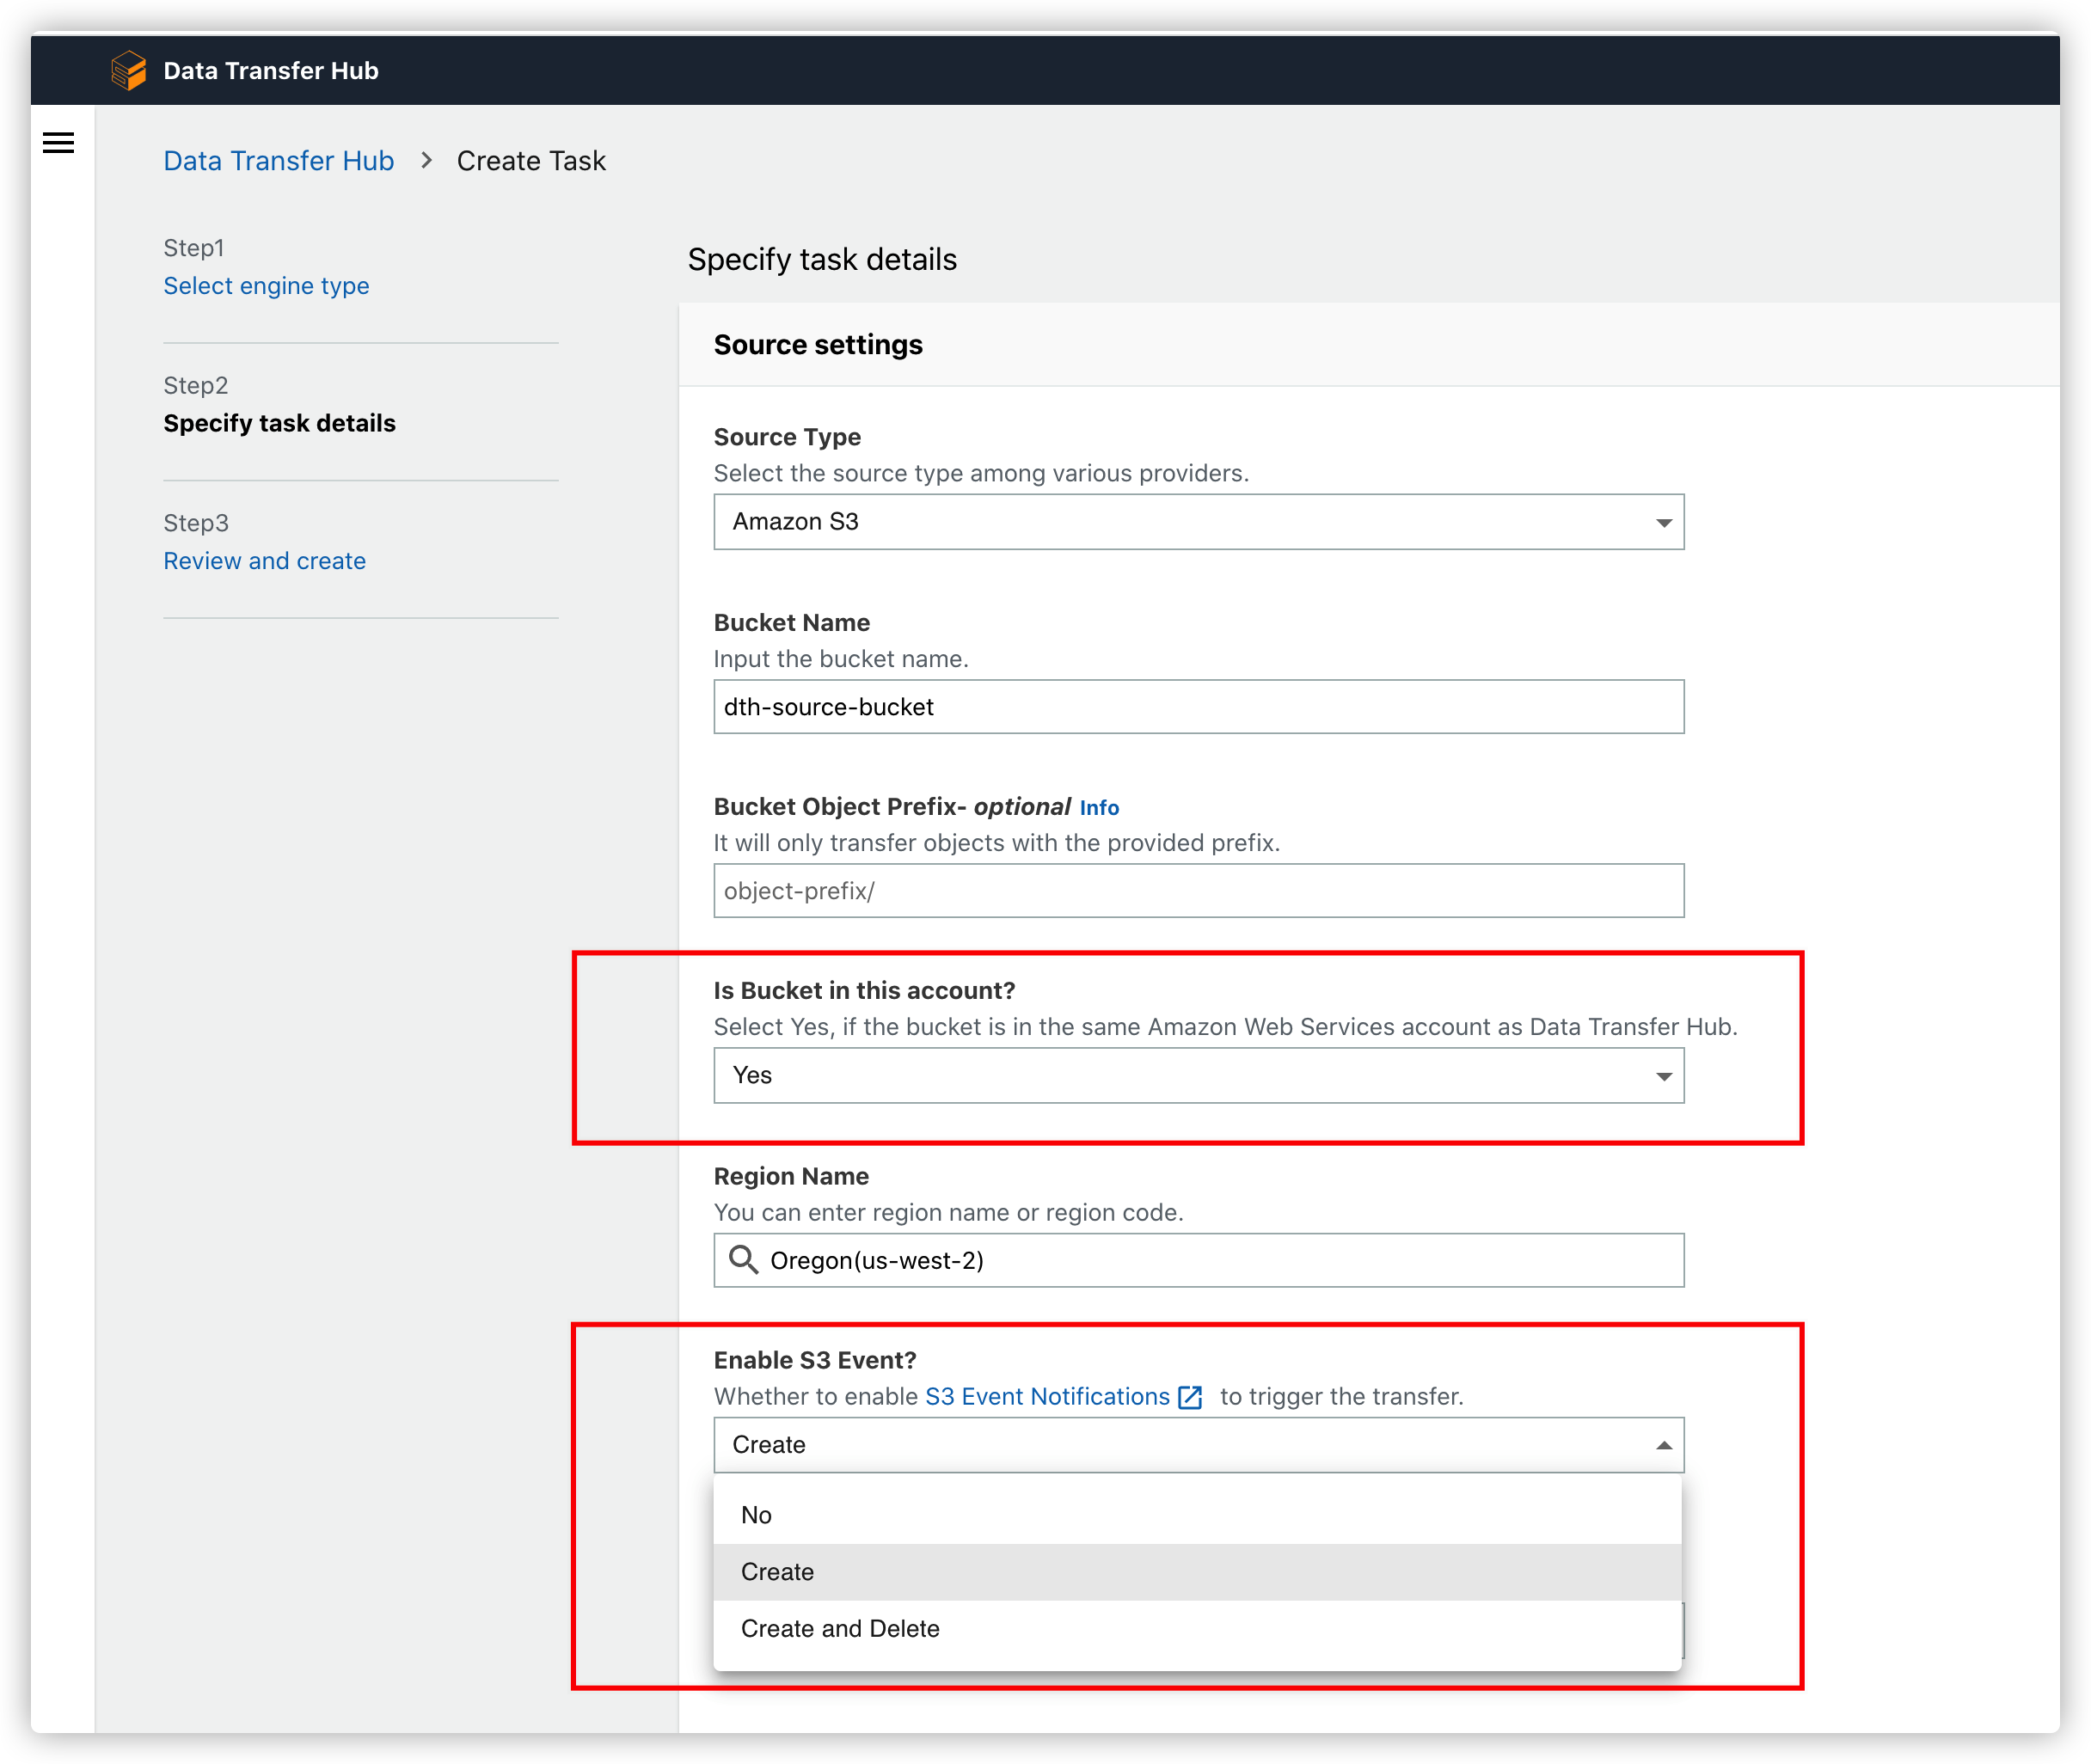 Data Transfer Hub
Data Transfer Hub > Create Task
Step1
Select engine type
Step2
Specify task details
Step3
Review and create
Specify task details
Source settings
Source Type
Select the source type among various providers.
Amazon S3
Bucket Name
Input the bucket name.
dth-source-bucket
Bucket Object Prefix- optional Info
It will only transfer objects with the provided prefix.
object-prefix/
Is Bucket in this account?
Select Yes, if the bucket is in the same Amazon Web Services account as Data Transfer Hub.
Yes
Region Name
You can enter region name or region code.
Oregon(us-west-2)
Enable S3 Event?
Whether to enable S3 Event Notifications to trigger the transfer.
Create
No
Create
Create and Delete